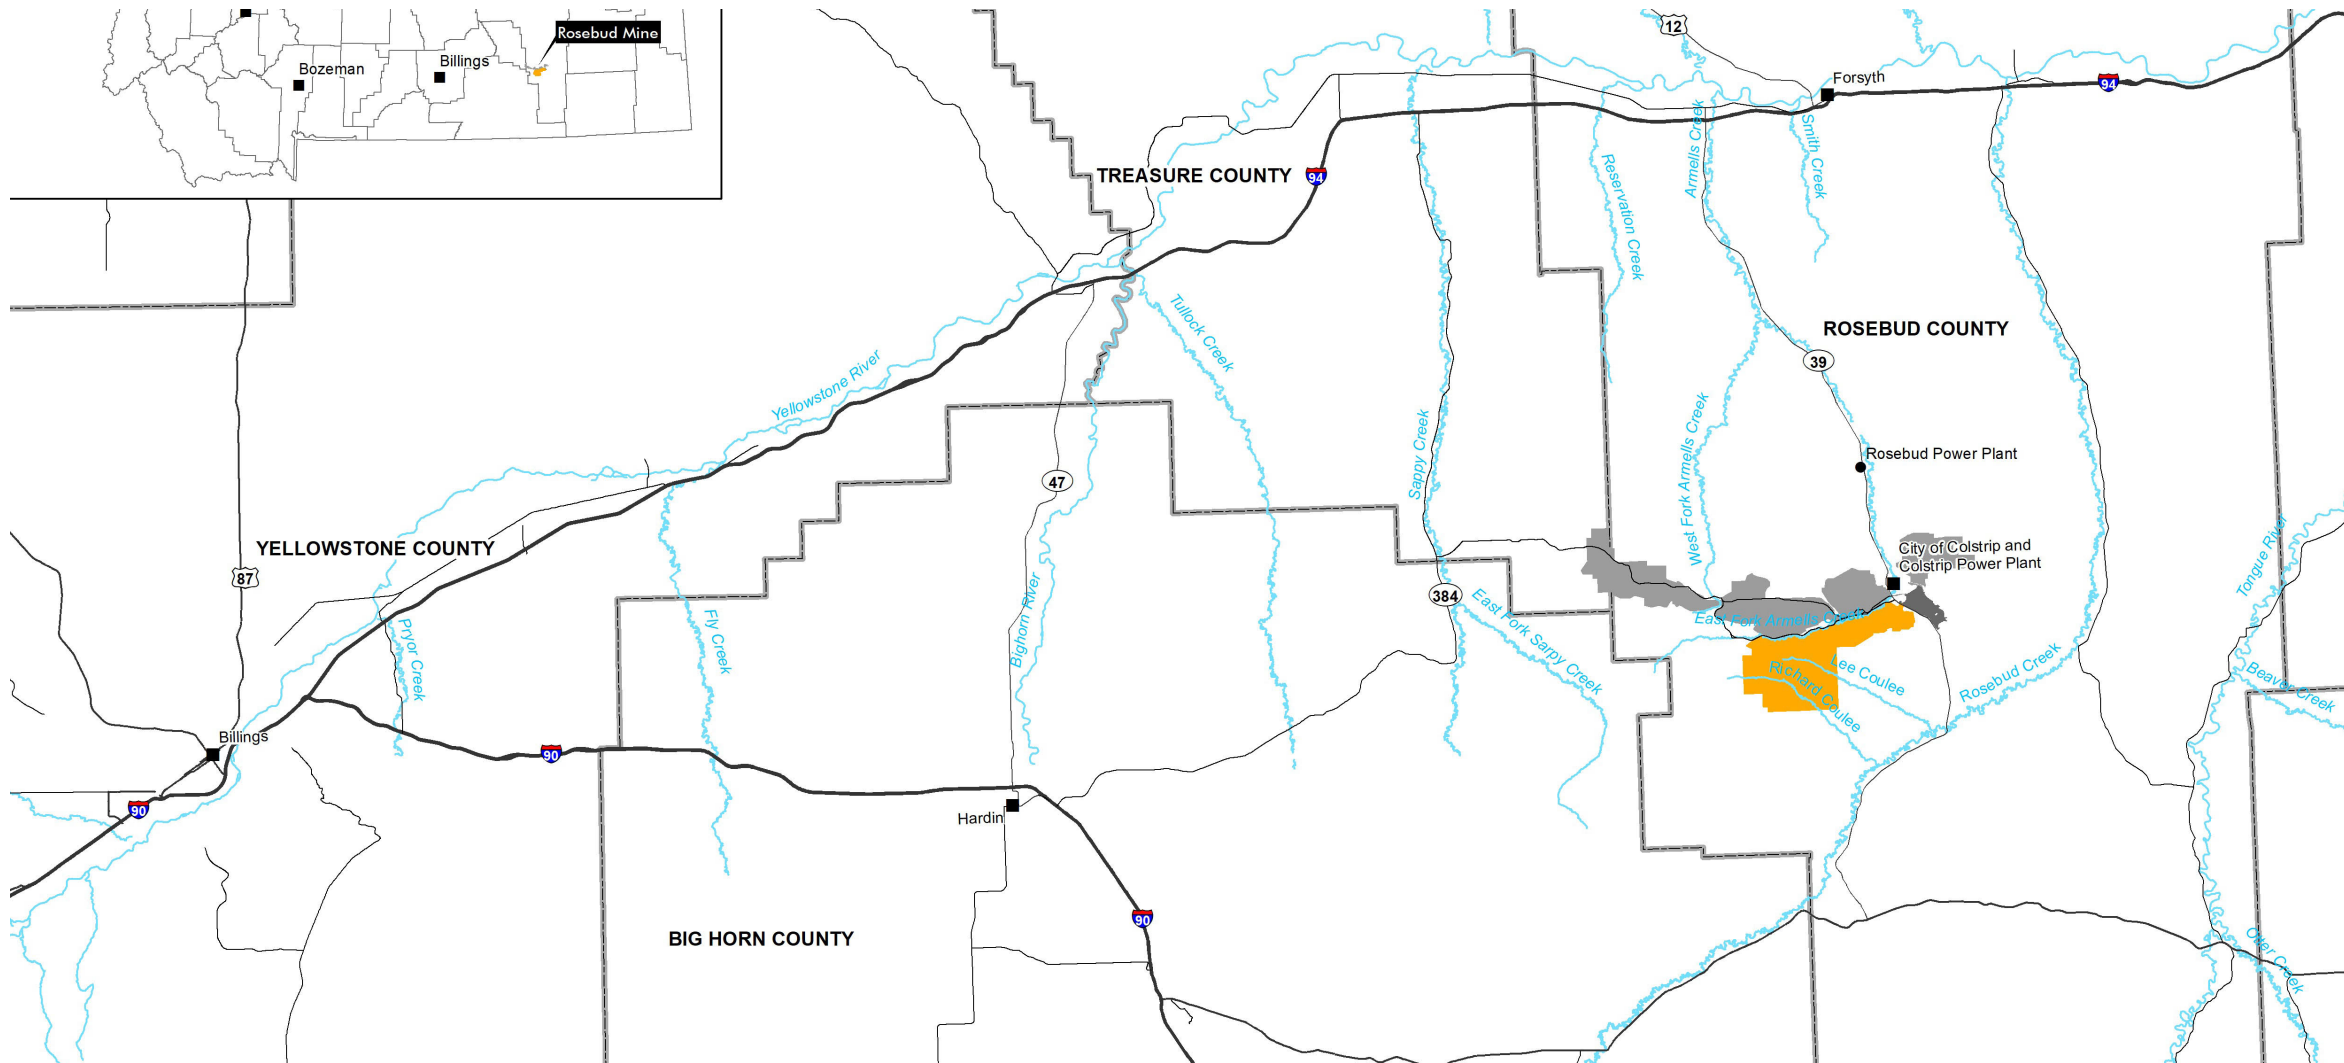 Rosebud Mine
Bozeman
Billings
12
Forsyth
94
TREASURE COUNTY
94
Armells Creek
Smith Creek
Reservation Creek
Tullock Creek
ROSEBUD COUNTY
39
Yellowstone River
Sappy Creek
West Fork Armells Creek
Rosebud Power Plant
47
YELLOWSTONE COUNTY
87
City of Colstrip and
Colstrip Power Plant
Tongue River
384
East Fork Sarpy Creek
East Fork Armells Creek
Bighorn River
Fly Creek
Pryor Creek
Lee Coulee
Richard Coulee
Rosebud Creek
Beaver Creek
Billings
90
90
Hardin
90
BIG HORN COUNTY
Otter Creek